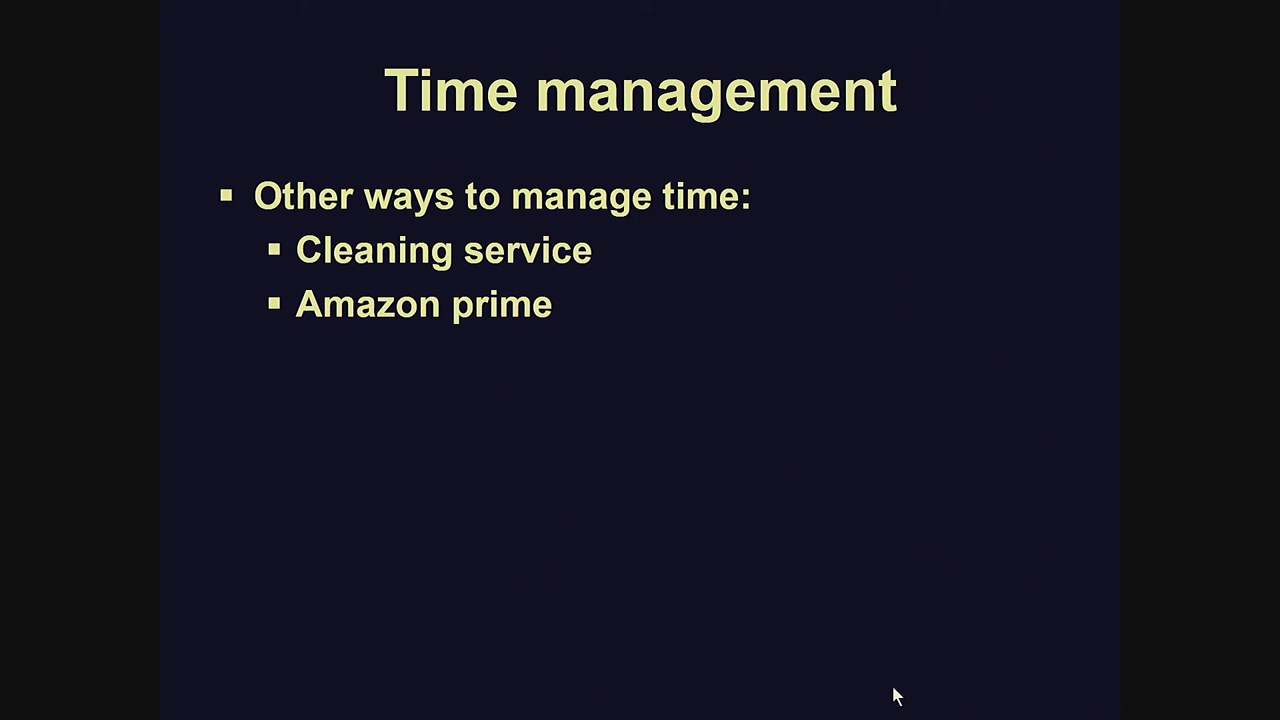 Time management
▪ Other ways to manage time:
▪ Cleaning service
▪ Amazon prime